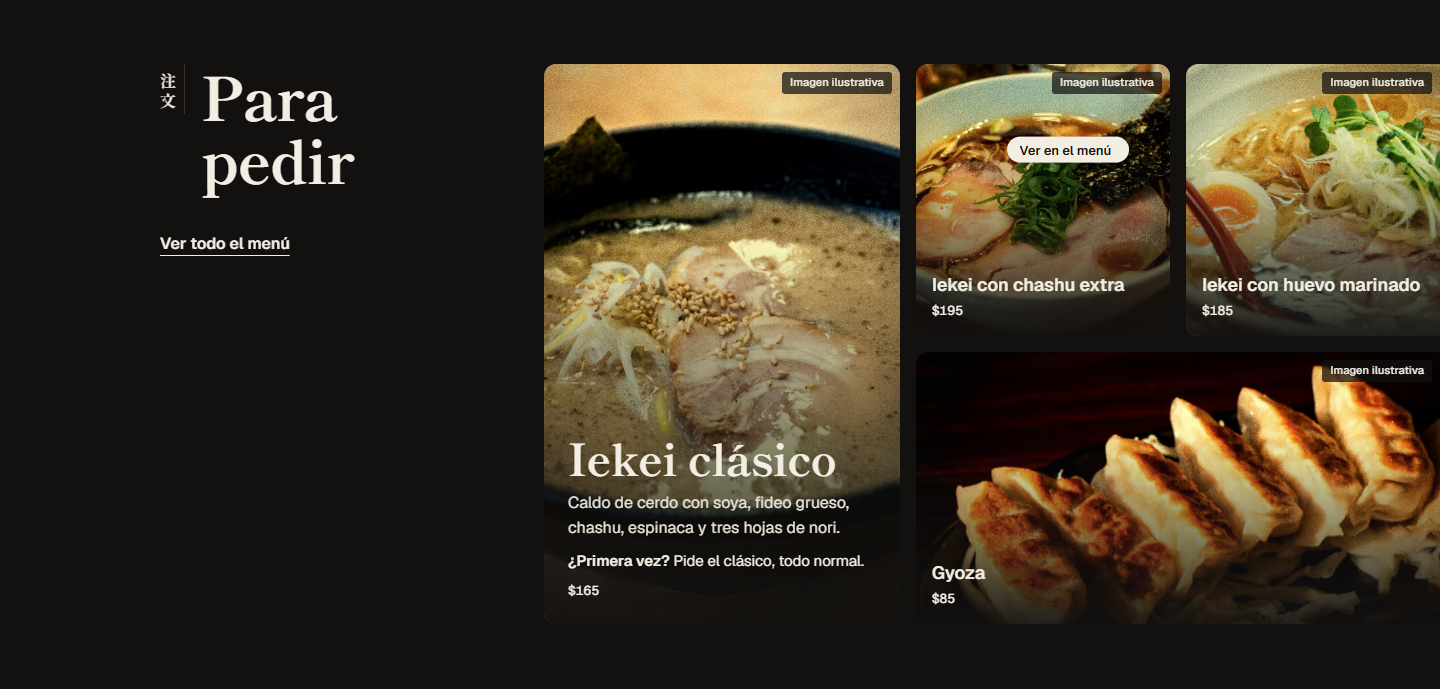 注文
Para
pedir
Ver todo el menú
Imagen ilustrativa
Iekei clásico
Caldo de cerdo con soya, fideo grueso,
chashu, espinaca y tres hojas de nori.
¿Primera vez? Pide el clásico, todo normal.
$165
Imagen ilustrativa
Ver en el menú
Iekei con chashu extra
$195
Imagen ilustrativa
Iekei con huevo marinado
$185
Imagen ilustrativa
Gyoza
$85